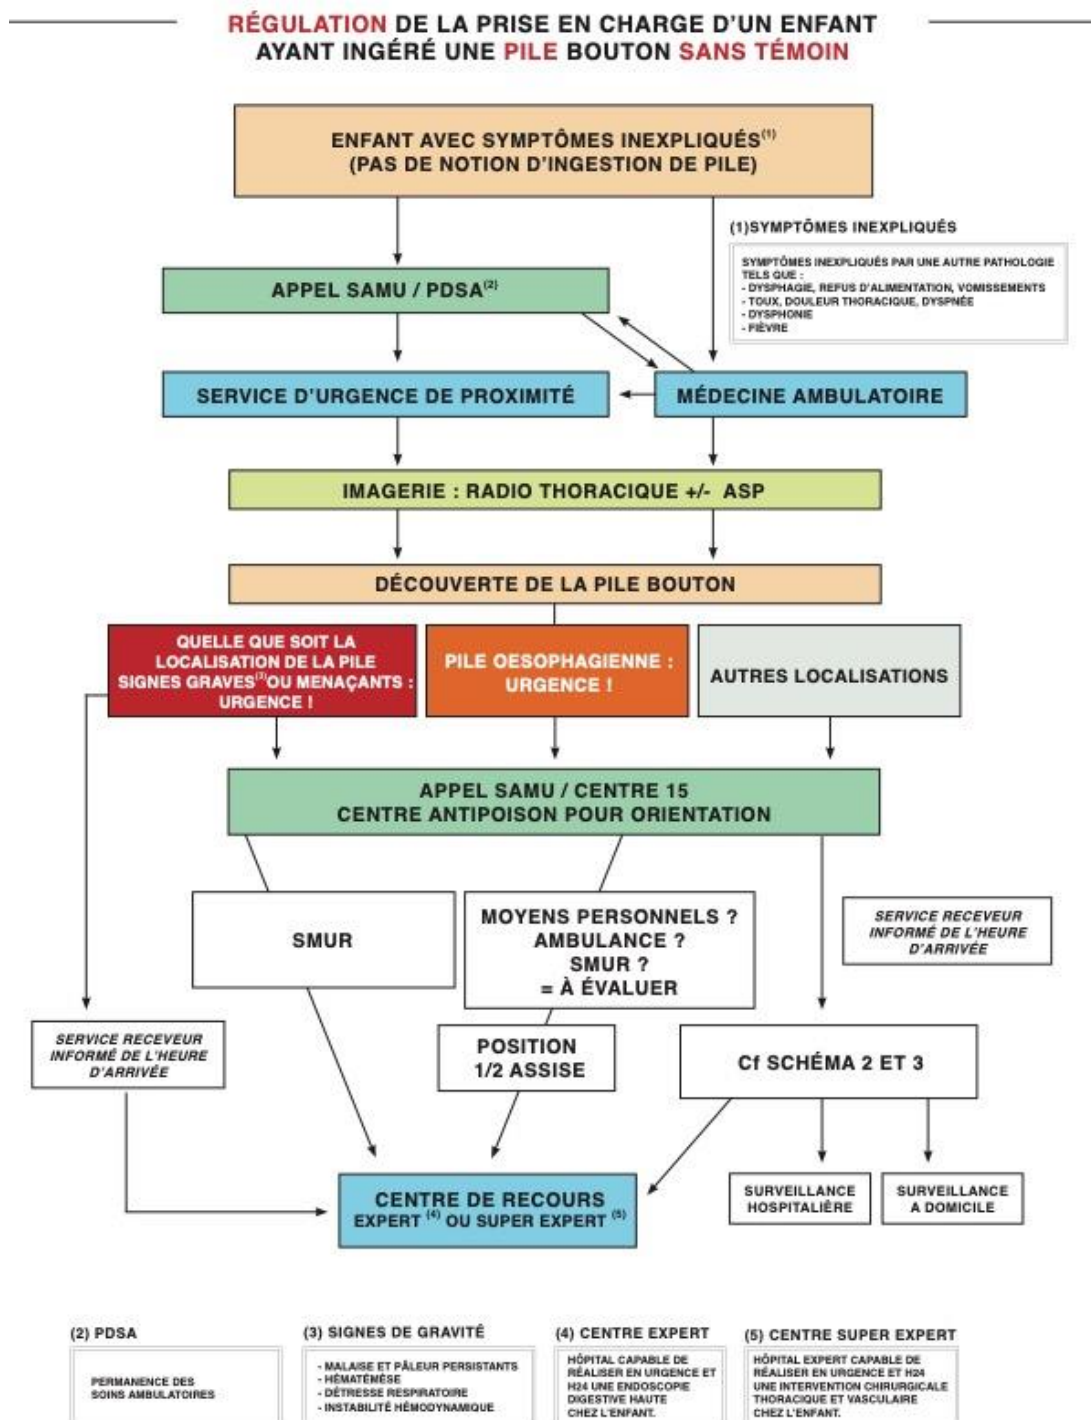 RÉGULATION DE LA PRISE EN CHARGE D'UN ENFANT
AYANT INGÉRÉ UNE PILE BOUTON SANS TÉMOIN
ENFANT AVEC SYMPTÔMES INEXPLIQUÉS(1)
(PAS DE NOTION D'INGESTION DE PILE)
(1)SYMPTÔMES INEXPLIQUÉS
SYMPTÔMES INEXPLIQUÉS PAR UNE AUTRE PATHOLOGIE
TELS QUE :
- DYSPHAGIE, REFUS D'ALIMENTATION, VOMISSEMENTS
- TOUX, DOULEUR THORACIQUE, DYSPNÉE
- DYSPHONIE
- FIÈVRE
APPEL SAMU / PDSA(2)
SERVICE D'URGENCE DE PROXIMITÉ
MÉDECINE AMBULATOIRE
IMAGERIE : RADIO THORACIQUE +/- ASP
DÉCOUVERTE DE LA PILE BOUTON
QUELLE QUE SOIT LA
LOCALISATION DE LA PILE
SIGNES GRAVES(3)OU MENAÇANTS :
URGENCE !
PILE OESOPHAGIENNE :
URGENCE !
AUTRES LOCALISATIONS
APPEL SAMU / CENTRE 15
CENTRE ANTIPOISON POUR ORIENTATION
SMUR
MOYENS PERSONNELS ?
AMBULANCE ?
SMUR ?
= À ÉVALUER
SERVICE RECEVEUR
INFORMÉ DE L'HEURE
D'ARRIVÉE
SERVICE RECEVEUR
INFORMÉ DE L'HEURE
D'ARRIVÉE
POSITION
1/2 ASSISE
Cf SCHÉMA 2 ET 3
CENTRE DE RECOURS
EXPERT (4) OU SUPER EXPERT (5)
SURVEILLANCE
HOSPITALIÈRE
SURVEILLANCE
A DOMICILE
(2) PDSA
PERMANENCE DES
SOINS AMBULATOIRES
(3) SIGNES DE GRAVITÉ
- MALAISE ET PÂLEUR PERSISTANTS
- HÉMATÉMÈSE
- DÉTRESSE RESPIRATOIRE
- INSTABILITÉ HÉMODYNAMIQUE
(4) CENTRE EXPERT
HÔPITAL CAPABLE DE
RÉALISER EN URGENCE ET
H24 UNE ENDOSCOPIE
DIGESTIVE HAUTE
CHEZ L'ENFANT.
(5) CENTRE SUPER EXPERT
HÔPITAL EXPERT CAPABLE DE
RÉALISER EN URGENCE ET H24
UNE INTERVENTION CHIRURGICALE
THORACIQUE ET VASCULAIRE
CHEZ L'ENFANT.